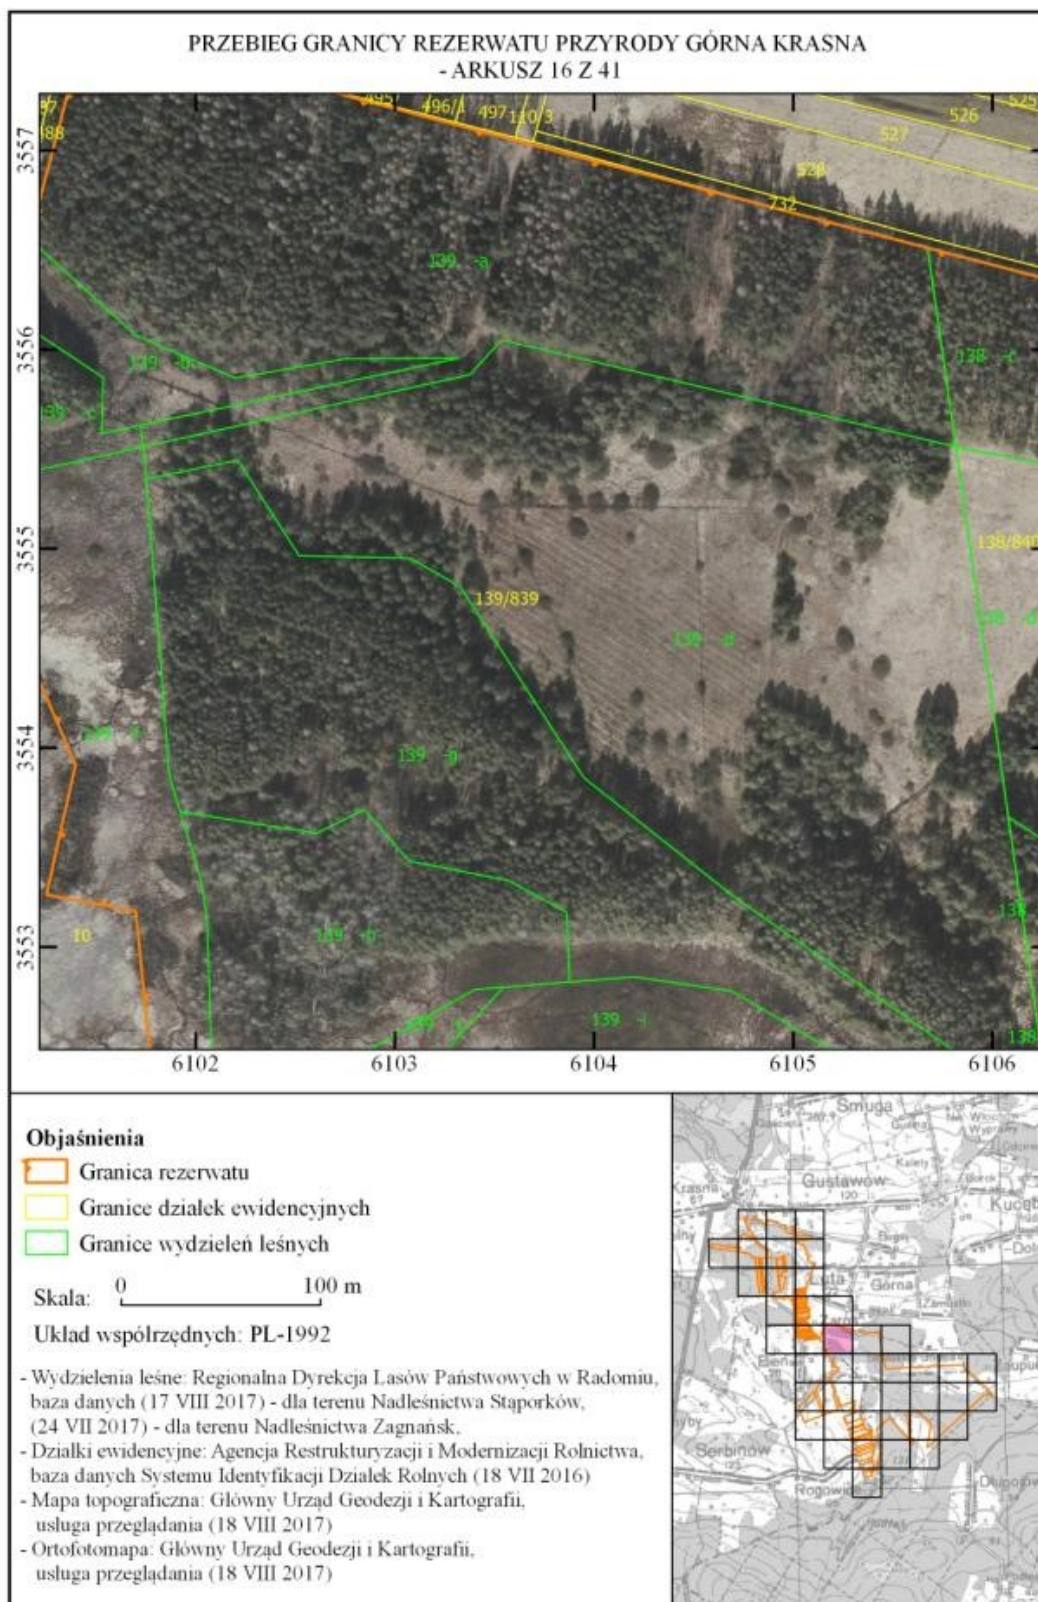 PRZEBIEG GRANICY REZERWATU PRZYRODY GÓRNA KRASNA
- ARKUSZ 16 Z 41
495 496/1 497 110/3 525
526
527
528
732
3557
139 -a
3556
138 -c
3555
138/840
139/839
3554
139 -g
3553
10
139 -i
138
138
6102 6103 6104 6105 6106
Objaśnienia
Granica rezerwatu
Granice działek ewidencyjnych
Granice wydzieleń leśnych
Skala: 0 100 m
Układ współrzędnych: PL-1992
- Wydzielenia leśne: Regionalna Dyrekcja Lasów Państwowych w Radomiu,
baza danych (17 VIII 2017) - dla terenu Nadleśnictwa Stąporków,
(24 VII 2017) - dla terenu Nadleśnictwa Zagnańsk,
- Działki ewidencyjne: Agencja Restrukturyzacji i Modernizacji Rolnictwa,
baza danych Systemu Identyfikacji Działek Rolnych (18 VII 2016)
- Mapa topograficzna: Główny Urząd Geodezji i Kartografii,
usługa przeglądania (18 VIII 2017)
- Ortofotomapa: Główny Urząd Geodezji i Kartografii,
usługa przeglądania (18 VIII 2017)
Smuga
Krasna
Gustawów
120
Górna
Serbinów
Rogowice